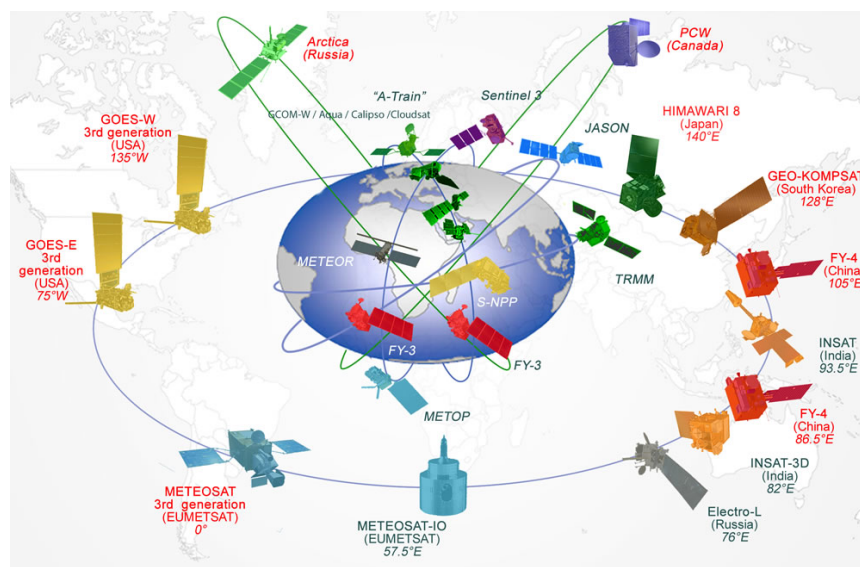 Arctica
(Russia)
PCW
(Canada)
"A-Train"
GCOM-W / Aqua / Calipso /Cloudsat
Sentinel 3
JASON
GOES-W
3rd generation
(USA)
135°W
HIMAWARI 8
(Japan)
140°E
GEO-KOMPSAT
(South Korea)
128°E
GOES-E
3rd
generation
(USA)
75°W
METEOR
TRMM
FY-4
(China)
105°E
S-NPP
FY-3
FY-3
INSAT
(India)
93.5°E
METOP
FY-4
(China)
86.5°E
INSAT-3D
(India)
82°E
METEOSAT
3rd generation
(EUMETSAT)
0°
METEOSAT-IO
(EUMETSAT)
57.5°E
Electro-L
(Russia)
76°E